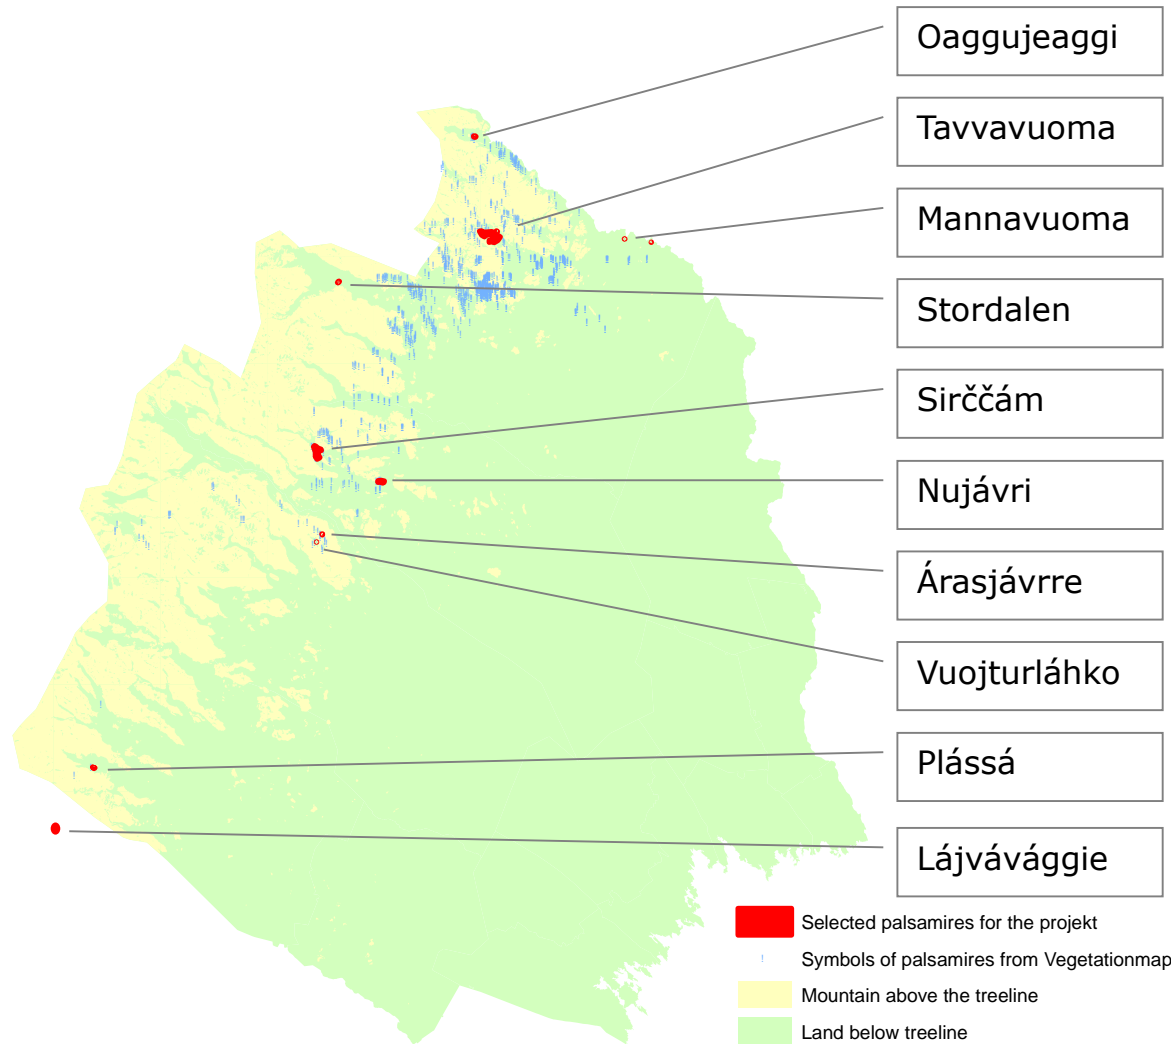 Oaggujeaggi
Tavvavuoma
Mannavuoma
Stordalen
Sirččám
Nujávri
Árasjávrre
Vuojturláhko
Plássá
Lájvávággie
Selected palsamires for the projekt
Symbols of palsamires from Vegetationmap
Mountain above the treeline
Land below treeline